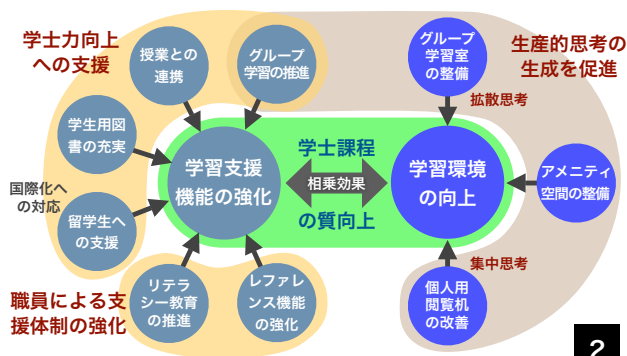 学士力向上
への支援
授業との
連携
グループ
学習の推進
グループ
学習室
の整備
生産的思考の
生成を促進
拡散思考
学生用図
書の充実
学習支援
機能の強化
学士課程
相乗効果
の質向上
学習環境
の向上
アメニティ
空間の整備
国際化へ
の対応
留学生へ
の支援
集中思考
職員による支
援体制の強化
リテラ
シー教育
の推進
レファレ
ンス機能
の強化
個人用
閲覧机
の改善
2